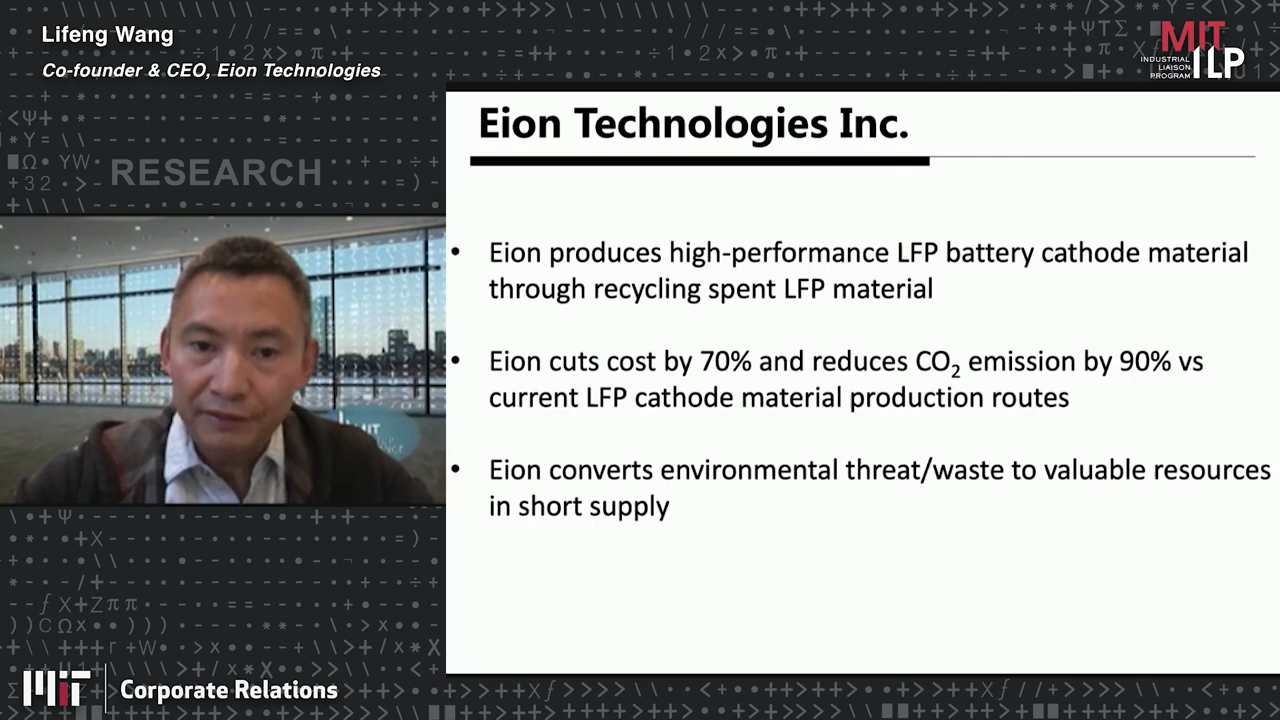 Lifeng Wang
Co-founder & CEO, Eion Technologies
MIT
INDUSTRIAL
LIAISON
PROGRAM
ILP
RESEARCH
Eion Technologies Inc.
• Eion produces high-performance LFP battery cathode material
through recycling spent LFP material
• Eion cuts cost by 70% and reduces CO₂ emission by 90% vs
current LFP cathode material production routes
• Eion converts environmental threat/waste to valuable resources
in short supply
MIT
MIT
Corporate Relations